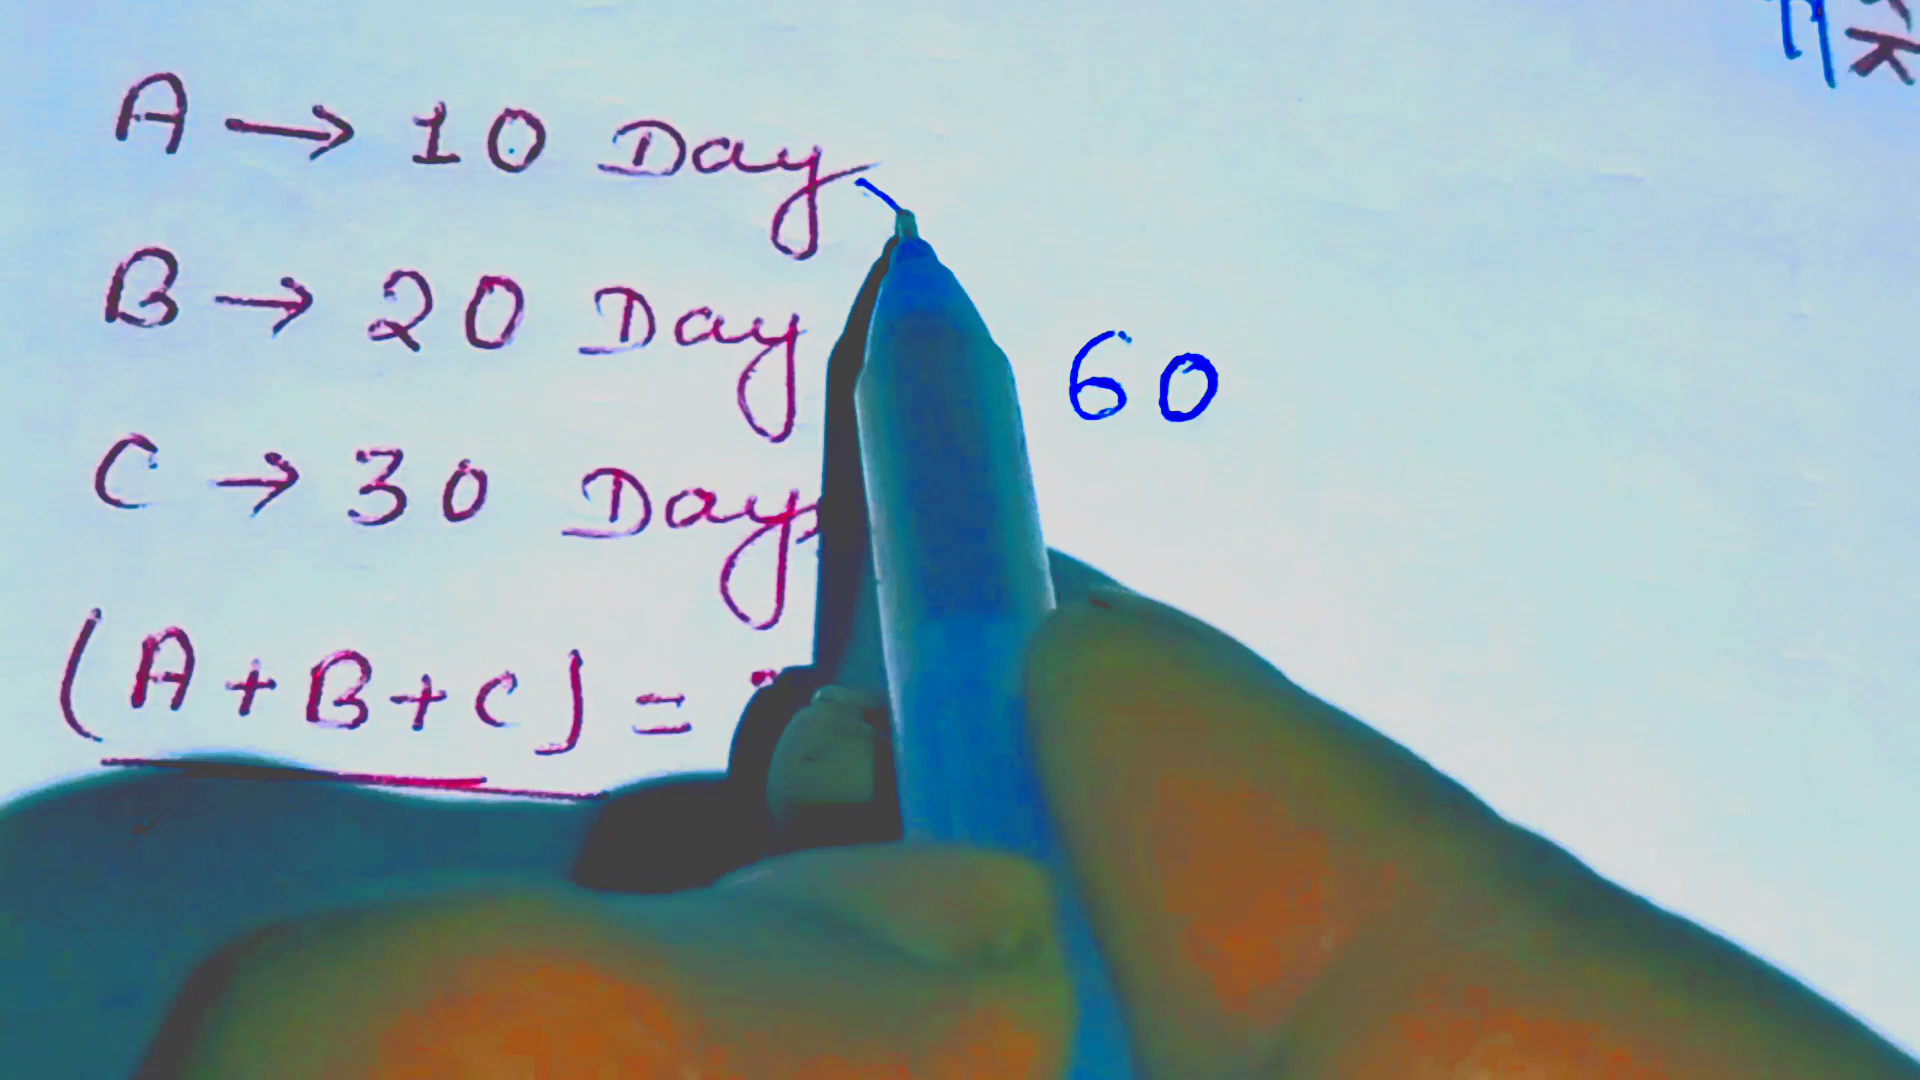 A → 10 Day
B → 20 Day
60
C → 30 Day
(A+B+C) =